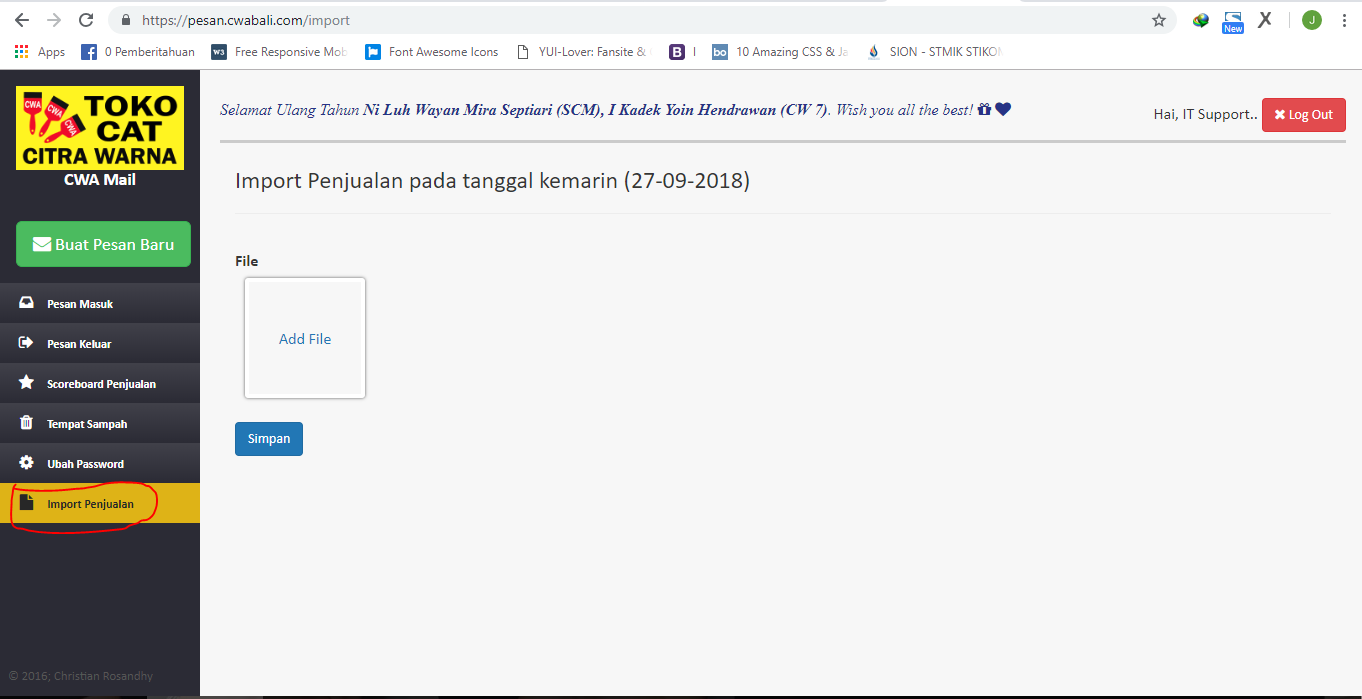 https://pesan.cwabali.com/import
New
X
J
Apps
0 Pemberitahuan
W3
Free Responsive Mob
Font Awesome Icons
YUI-Lover: Fansite &
B
I
bo
10 Amazing CSS & Ja
SION - STMIK STIKOM
CWA
CWA
CWA
TOKO
CAT
CITRA WARNA
CWA Mail
Selamat Ulang Tahun Ni Luh Wayan Mira Septiari (SCM), I Kadek Yoin Hendrawan (CW 7). Wish you all the best!
Hai, IT Support..
Log Out
Import Penjualan pada tanggal kemarin (27-09-2018)
Buat Pesan Baru
Pesan Masuk
Pesan Keluar
Scoreboard Penjualan
Tempat Sampah
Ubah Password
Import Penjualan
File
Add File
Simpan
© 2016; Christian Rosandhy